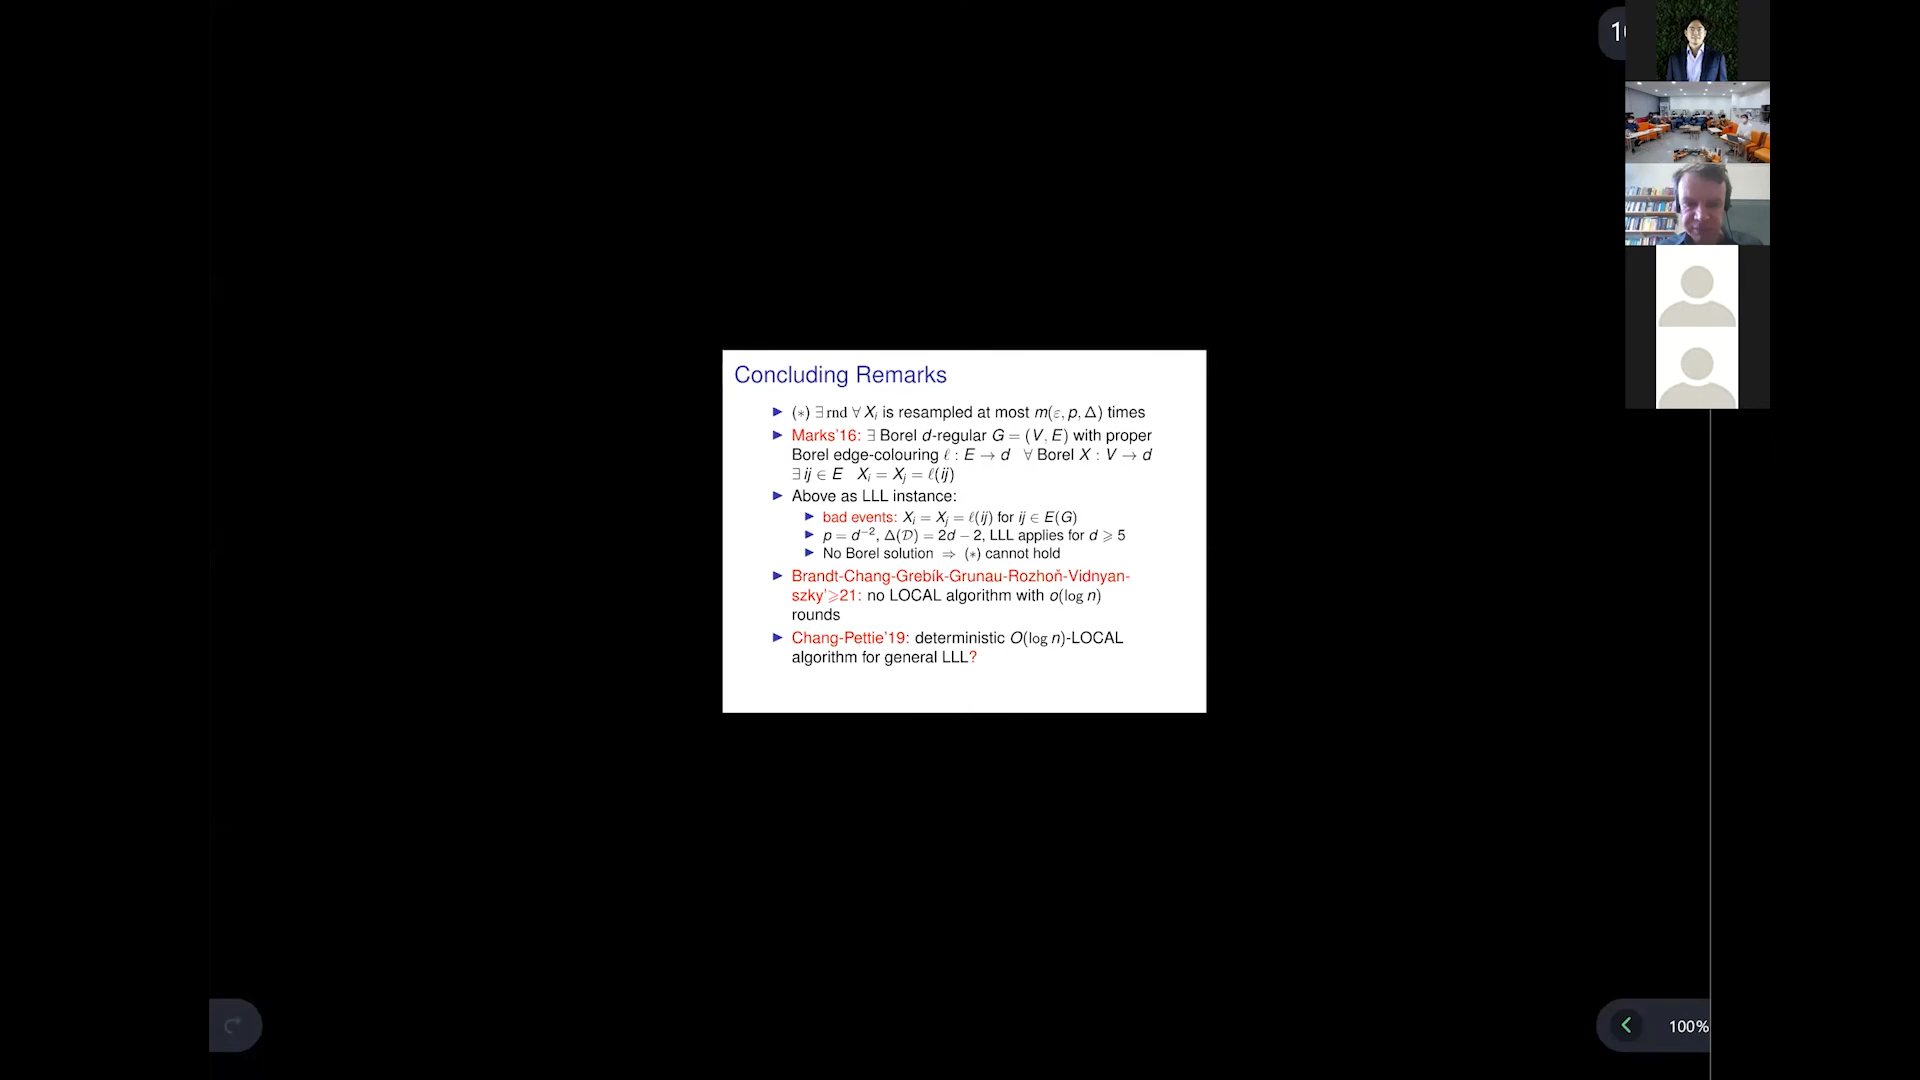 Concluding Remarks
(∗) ∃ rnd ∀ Xᵢ is resampled at most m(ε, p, Δ) times
Marks'16: ∃ Borel d-regular G = (V, E) with proper
Borel edge-colouring ℓ : E → d ∀ Borel X : V → d
∃ ij ∈ E Xᵢ = Xⱼ = ℓ(ij)
Above as LLL instance:
bad events: Xᵢ = Xⱼ = ℓ(ij) for ij ∈ E(G)
p = d⁻², Δ(𝒟) = 2d − 2, LLL applies for d ⩾ 5
No Borel solution ⇒ (∗) cannot hold
Brandt-Chang-Grebík-Grunau-Rozhoň-Vidnyan-
szky'⩾21: no LOCAL algorithm with o(log n)
rounds
Chang-Pettie'19: deterministic O(log n)-LOCAL
algorithm for general LLL?
100%